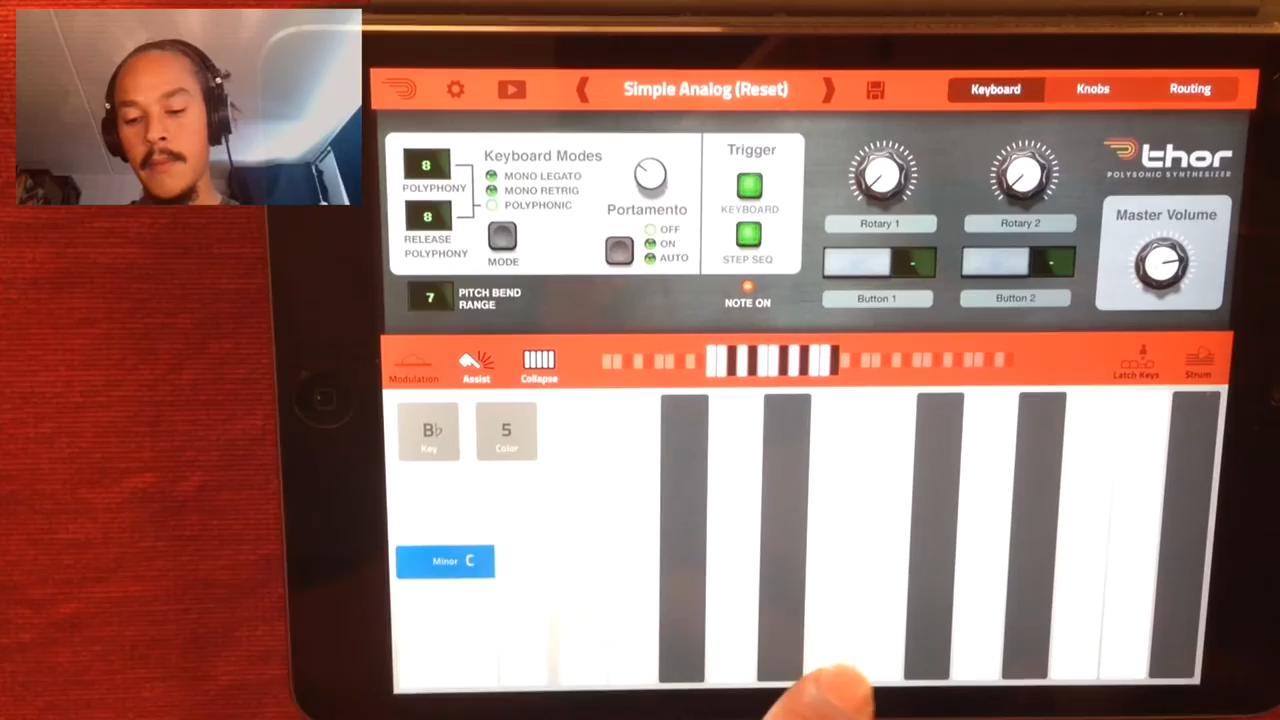 Simple Analog (Reset)
Keyboard
Knobs
Routing
8
POLYPHONY
8
RELEASE
POLYPHONY
Keyboard Modes
MONO LEGATO
MONO RETRIG
POLYPHONIC
MODE
Portamento
OFF
ON
AUTO
Trigger
KEYBOARD
STEP SEQ
7
PITCH BEND
RANGE
NOTE ON
Rotary 1
Rotary 2
-
-
Button 1
Button 2
thor
POLYSONIC SYNTHESIZER
Master Volume
Modulation
Assist
Collapse
Latch Keys
Strum
B♭
Key
5
Color
Minor C